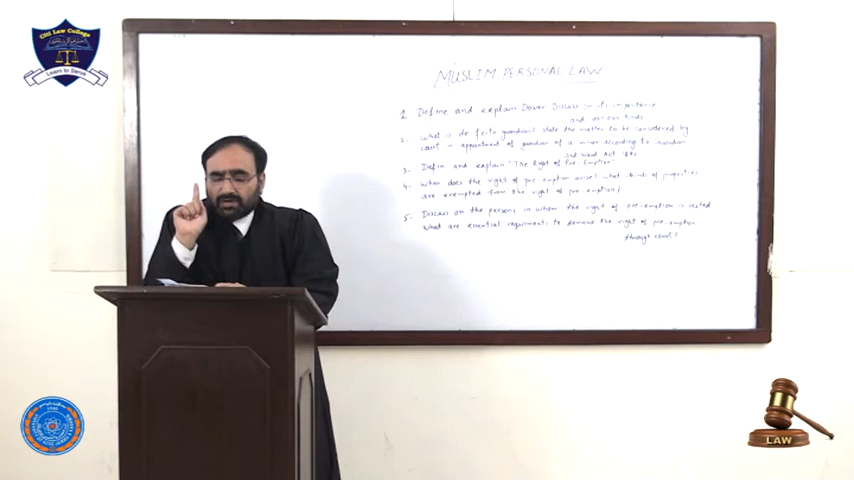 Citi Law College
Learn to Serve
MUSLIM PERSONAL LAW
1 Define and explain Dower Discuss on its importance
and various kinds
2- What is de facto guardian? State the matter to be considered by
court in appointment of guardian of a minor according to Guardian
and Ward Act 1890
3- Defin and explain "The Right of Pre-Emption"
4- When does the right of pre-emption arise? What kinds of properties
are exempted from the right of pre-emption?
5- Discuss on the persons in whom the right of pre-emption is vested
What are essential requirments to demand the right of pre-emption
through court?
LAW